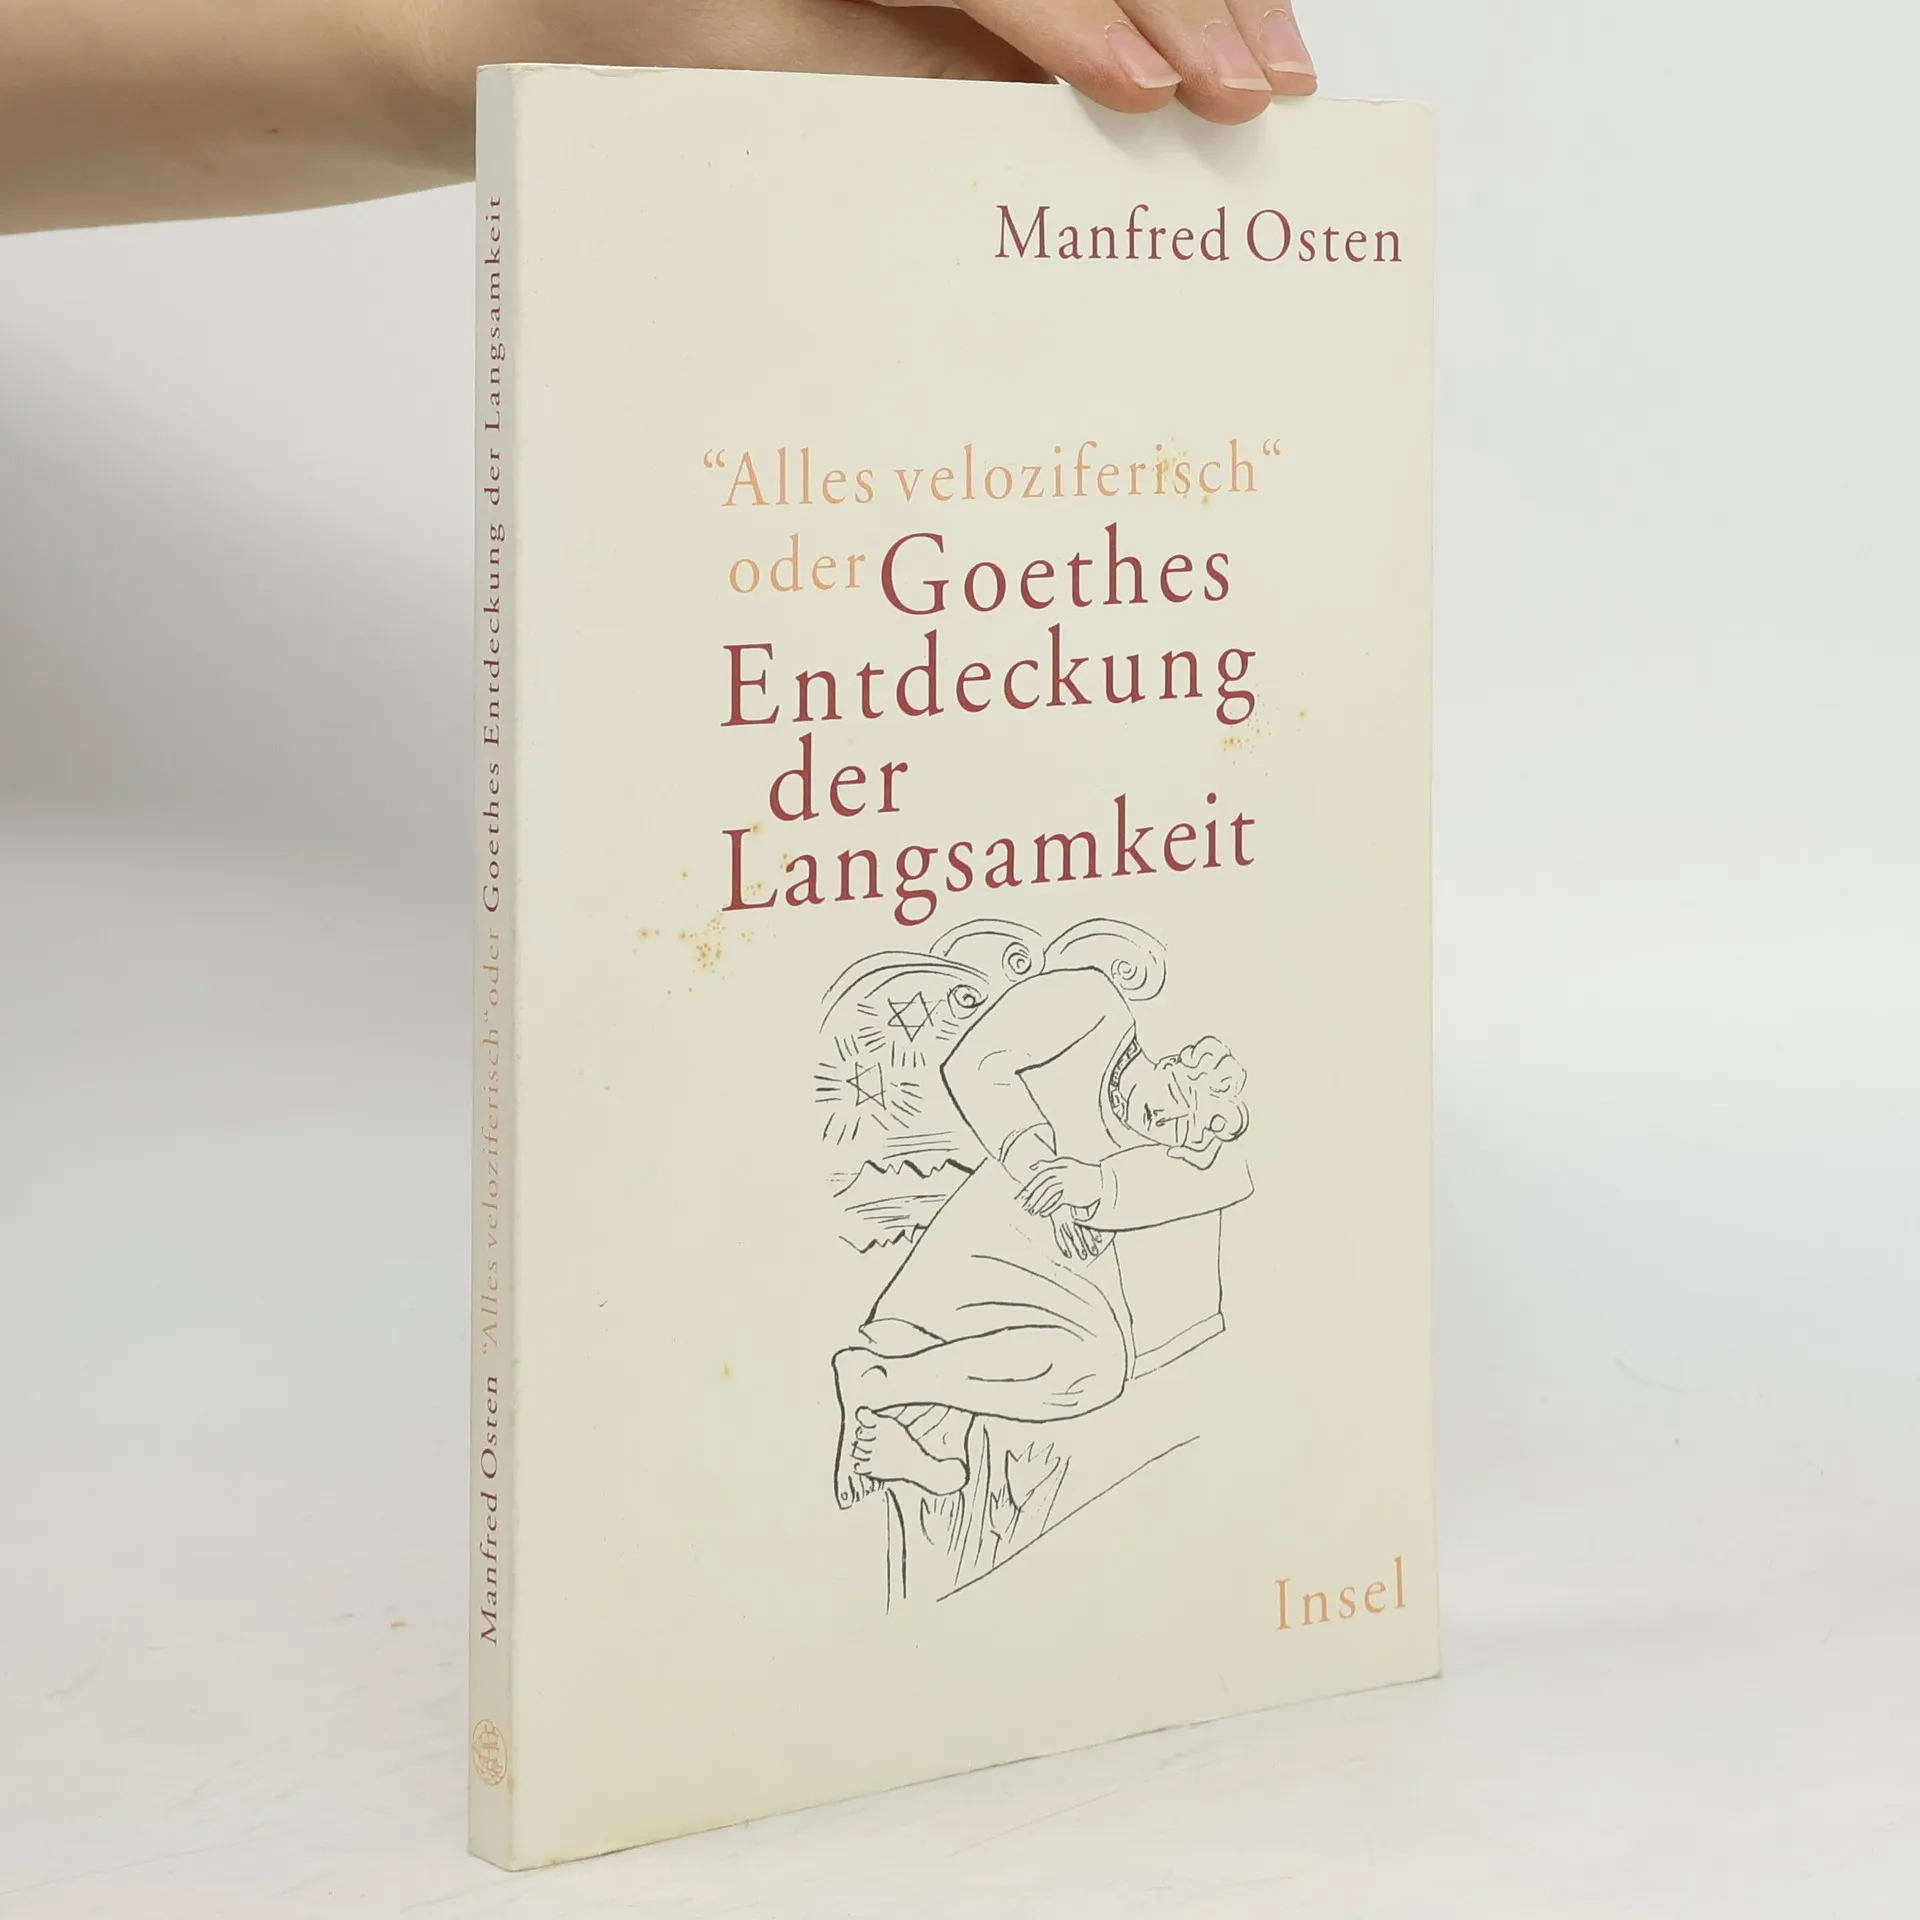 Manfred Osten
“Alles veloziferisch“
oder Goethes
Entdeckung
der
Langsamkeit
Insel
Manfred Osten “Alles veloziferisch“ oder Goethes Entdeckung der Langsamkeit